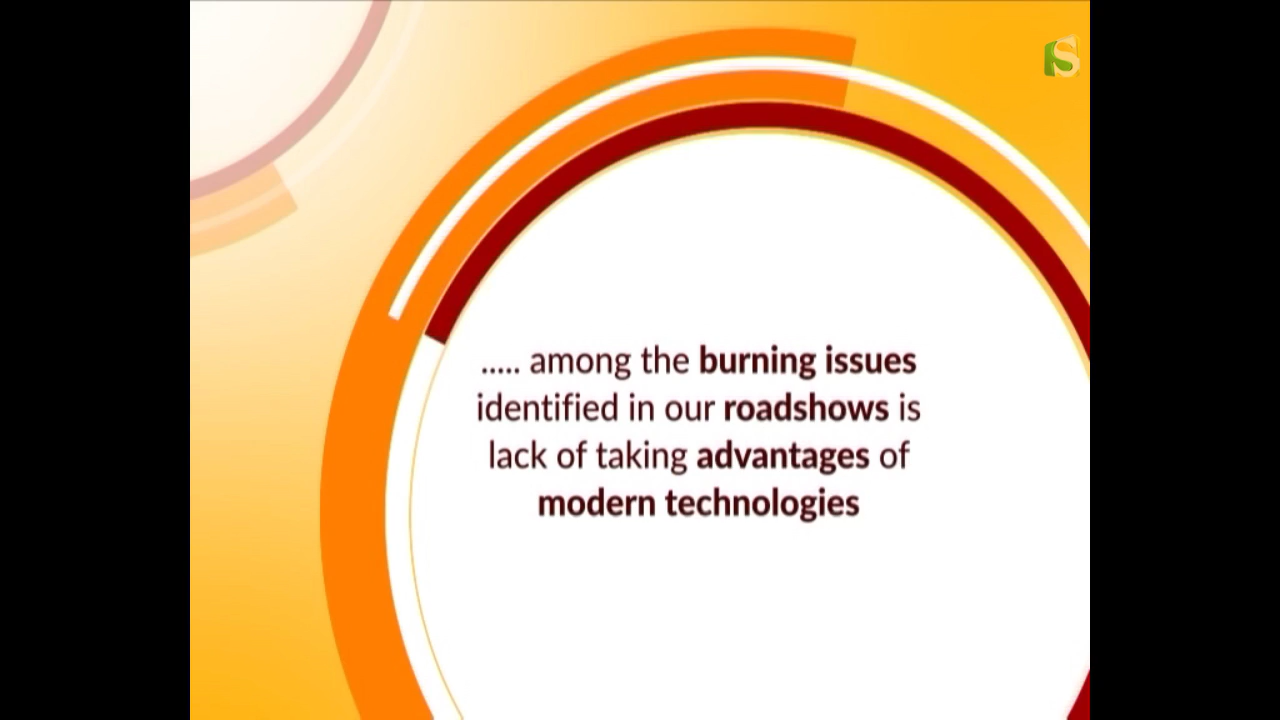 ..... among the burning issues
identified in our roadshows is
lack of taking advantages of
modern technologies